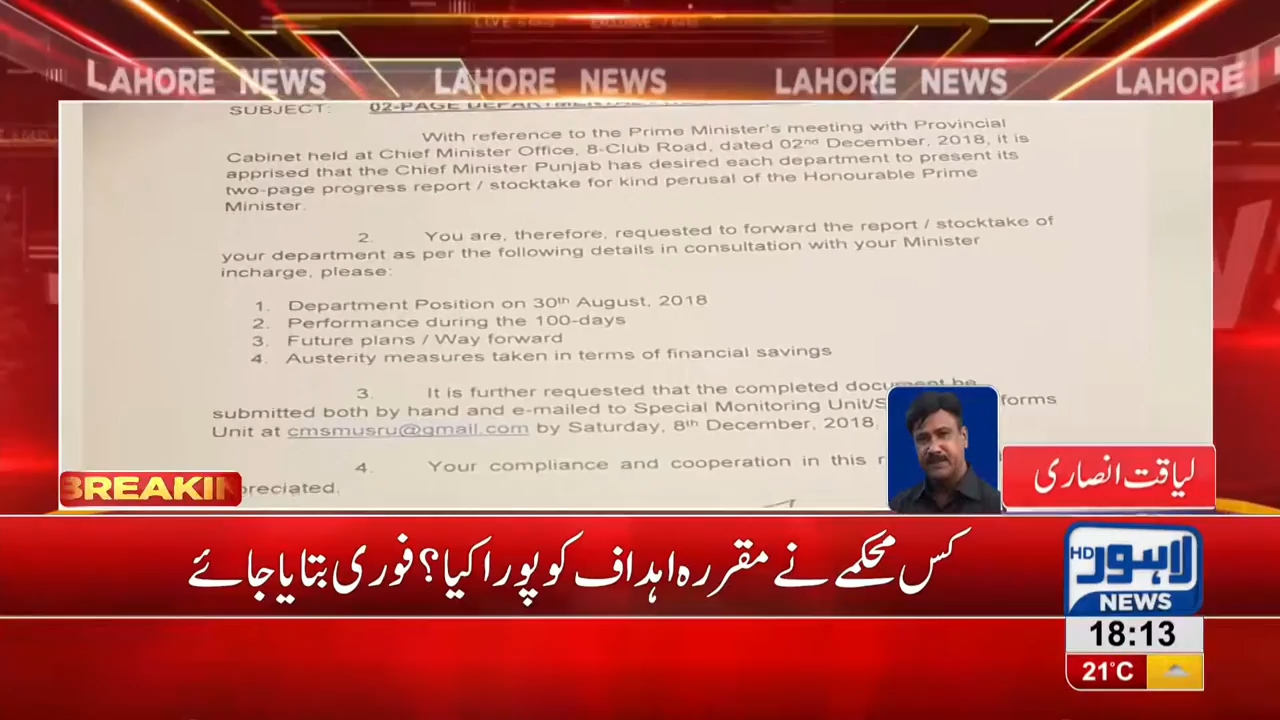 LAHORE NEWS LAHORE NEWS LAHORE NEWS LAHORE
SUBJECT: 02-PAGE
With reference to the Prime Minister's meeting with Provincial
Cabinet held at Chief Minister Office, 8-Club Road, dated 02nd December, 2018, it is
apprised that the Chief Minister Punjab has desired each department to present its
two-page progress report / stocktake for kind perusal of the Honourable Prime
Minister.
2. You are, therefore, requested to forward the report / stocktake of
your department as per the following details in consultation with your Minister
incharge, please:
1. Department Position on 30th August, 2018
2. Performance during the 100-days
3. Future plans / Way forward
4. Austerity measures taken in terms of financial savings
3. It is further requested that the completed document be
submitted both by hand and e-mailed to Special Monitoring Unit/S forms
Unit at cmsmusru@gmail.com by Saturday, 8th December, 2018.
4. Your compliance and cooperation in this r
preciated.
BREAKIN
لیاقت انصاری
کس محکمے نے مقررہ اہداف کو پورا کیا؟ فوری بتایا جائے
HD لاہور
NEWS
18:13
21°C